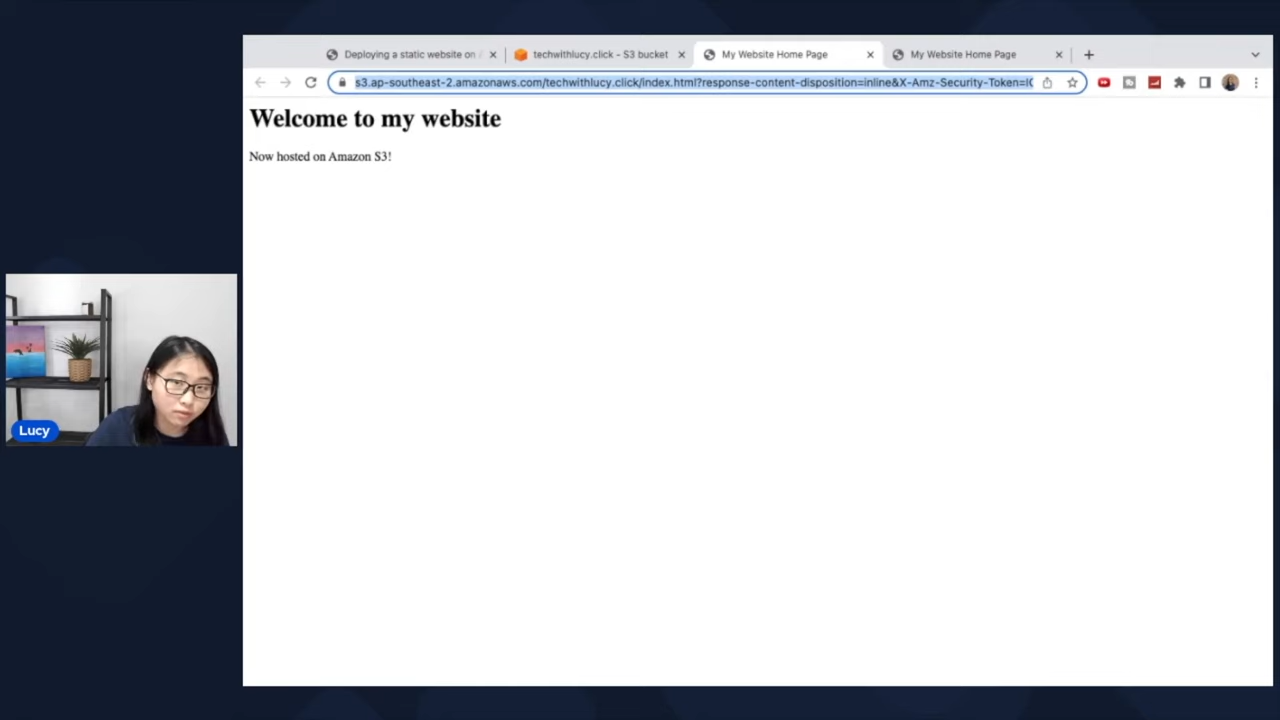 Deploying a static website on
techwithlucy.click - S3 bucket
My Website Home Page
My Website Home Page
s3.ap-southeast-2.amazonaws.com/techwithlucy.click/index.html?response-content-disposition=inline&X-Amz-Security-Token=
Welcome to my website
Now hosted on Amazon S3!
Lucy